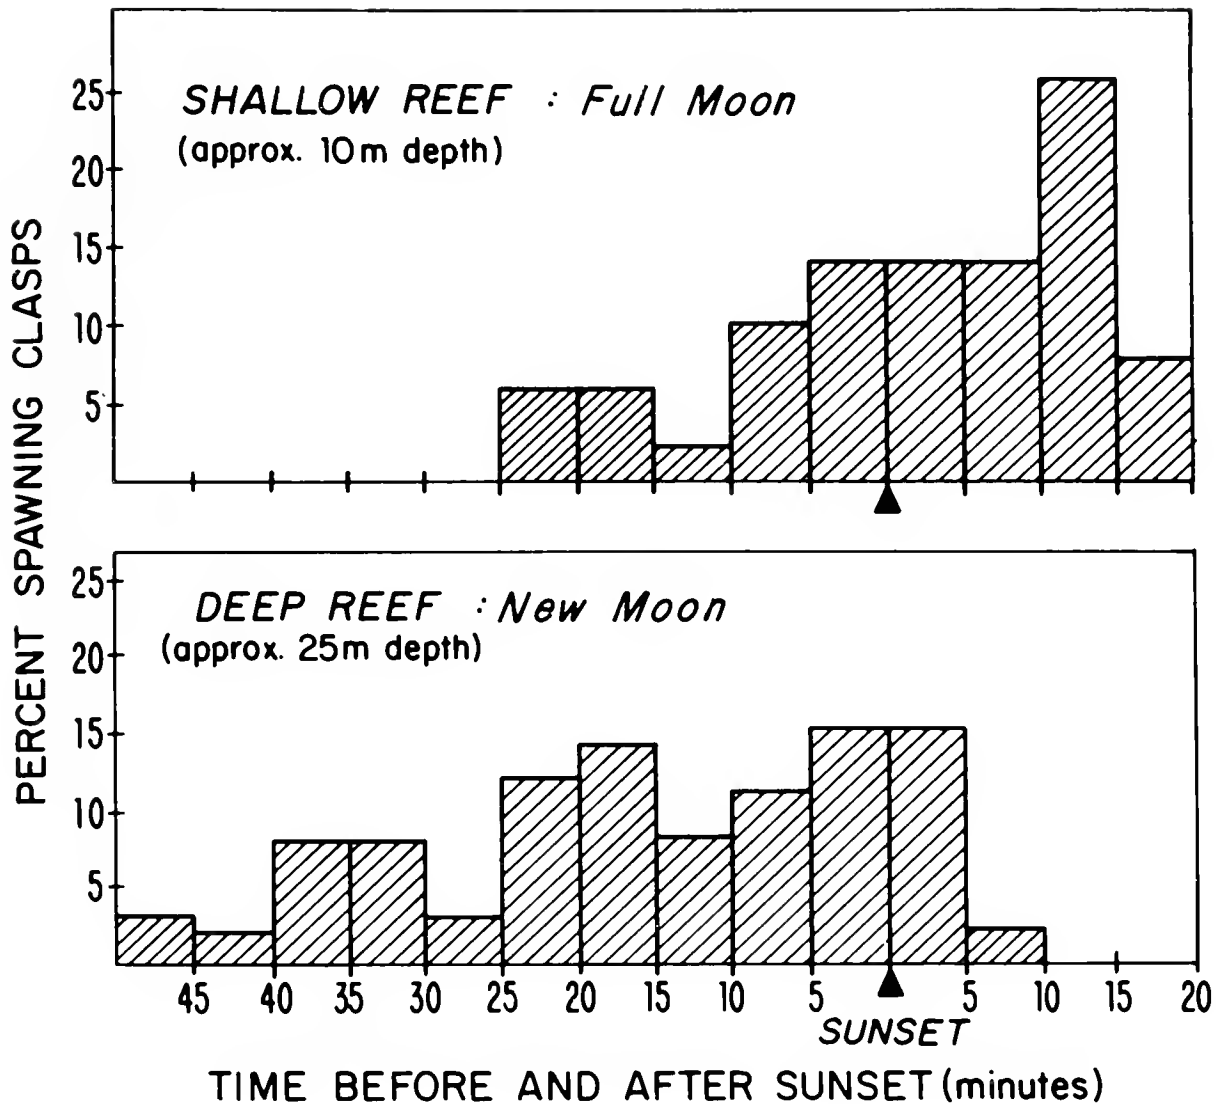 PERCENT SPAWNING CLASPS
SHALLOW REEF : Full Moon
(approx. 10m depth)
25
20
15
10
5
DEEP REEF : New Moon
(approx. 25m depth)
25
20
15
10
5
45 40 35 30 25 20 15 10 5 5 10 15 20
SUNSET
TIME BEFORE AND AFTER SUNSET (minutes)